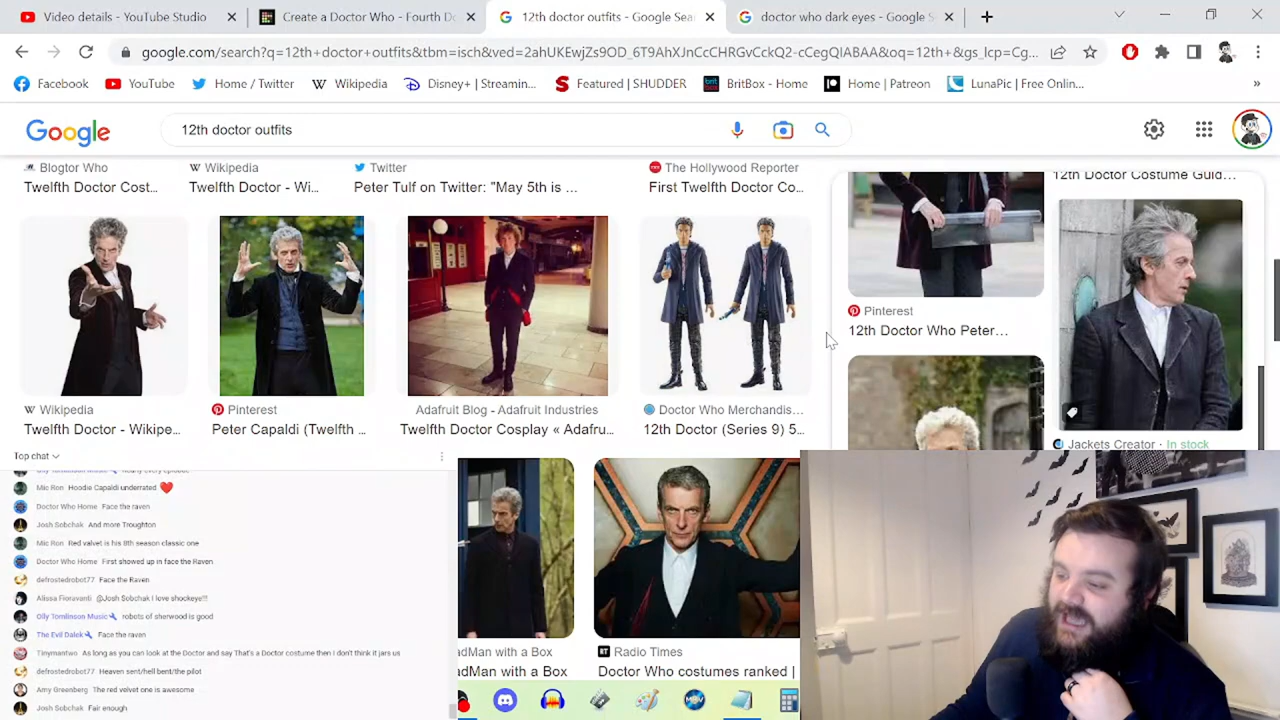 Video details - YouTube Studio
Create a Doctor Who - Fourth D
12th doctor outfits - Google Sea
doctor who dark eyes - Google S
google.com/search?q=12th+doctor+outfits&tbm=isch&ved=2ahUKEwjZs9OD_6T9AhXJnCcCHRGvCckQ2-cCegQIABAA&oq=12th+&gs_lcp=Cg...
Facebook
YouTube
Home / Twitter
Wikipedia
Disney+ | Streamin...
Featured | SHUDDER
BritBox - Home
Home | Patreon
LunaPic | Free Onlin...
»
Google
12th doctor outfits
Blogtor Who
Wikipedia
Twitter
The Hollywood Reporter
Twelfth Doctor Cost...
Twelfth Doctor - Wi...
Peter Tulf on Twitter: "May 5th is ...
First Twelfth Doctor Co...
12th Doctor Costume Guid...
Pinterest
12th Doctor Who Peter...
Wikipedia
Pinterest
Adafruit Blog - Adafruit Industries
Doctor Who Merchandis...
Twelfth Doctor - Wikipe...
Peter Capaldi (Twelfth ...
Twelfth Doctor Cosplay « Adafru...
12th Doctor (Series 9) 5...
Jackets Creator · In stock
Top chat
Olly Tomlinson Music Nearly every episode
Mic Ron Hoodie Capaldi underrated
Doctor Who Home Face the raven
Josh Sobchak And more Troughton
Mic Ron Red valvet is his 8th season classic one
Doctor Who Home First showed up in face the Raven
defrostedrobot77 Face the Raven
Alissa Fioravanti @Josh Sobchak I love shockeye!!!
Olly Tomlinson Music robots of sherwood is good
The Evil Dalek Face the raven
Tinymantwo As long as you can look at the Doctor and say That's a Doctor costume then I don't think it jars us
defrostedrobot77 Heaven sent/hell bent/the pilot
Amy Greenberg The red velvet one is awesome
Josh Sobchak Fair enough
adMan with a Box
adMan with a Box
RT Radio Times
Doctor Who costumes ranked |